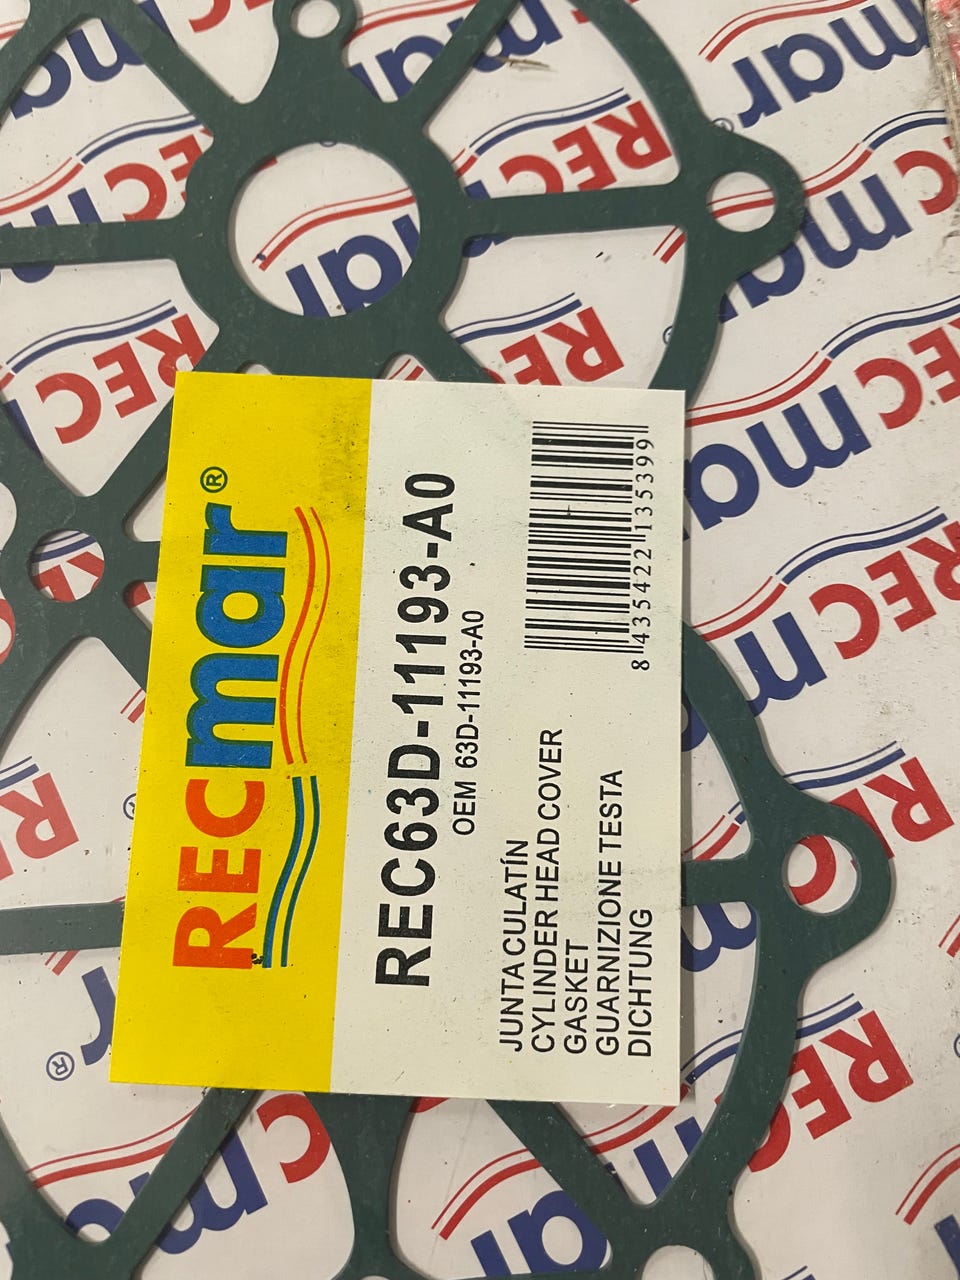 RECmar®
REC63D-11193-A0
OEM 63D-11193-A0
8 435422 135399
JUNTA CULATÍN
CYLINDER HEAD COVER
GASKET
GUARNIZIONE TESTA
DICHTUNG